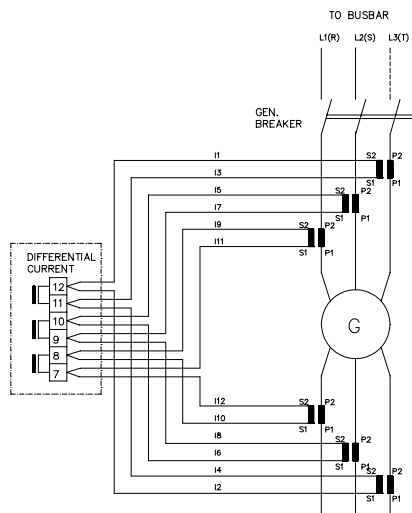 TO BUSBAR
L1(R) L2(S) L3(T)
GEN.
BREAKER
I1 S2 P2
I3 S1 P1
I5 S2 P2
I7 S1 P1
I9 S2 P2
I11 S1 P1
DIFFERENTIAL
CURRENT
12
11
10
9
8
7
G
I12 S2 P2
I10 S1 P1
I8 S2 P2
I6 S1 P1
I4 S2 P2
I2 S1 P1